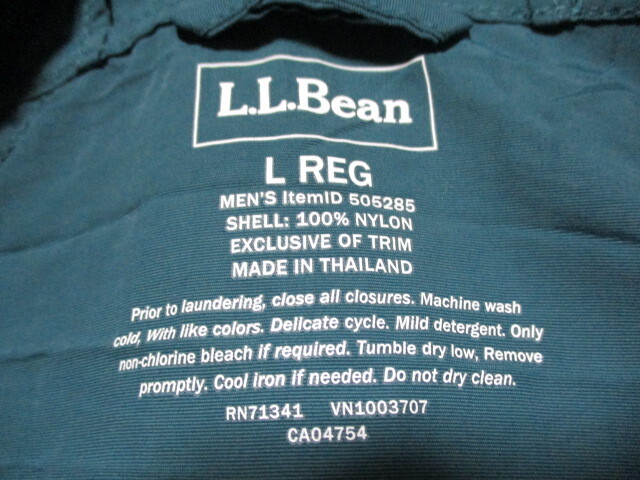 L.L.Bean
L REG
MEN'S ItemID 505285
SHELL: 100% NYLON
EXCLUSIVE OF TRIM
MADE IN THAILAND
Prior to laundering, close all closures. Machine wash
cold, With like colors. Delicate cycle. Mild detergent. Only
non-chlorine bleach if required. Tumble dry low, Remove
promptly. Cool iron if needed. Do not dry clean.
RN71341 VN1003707
CA04754